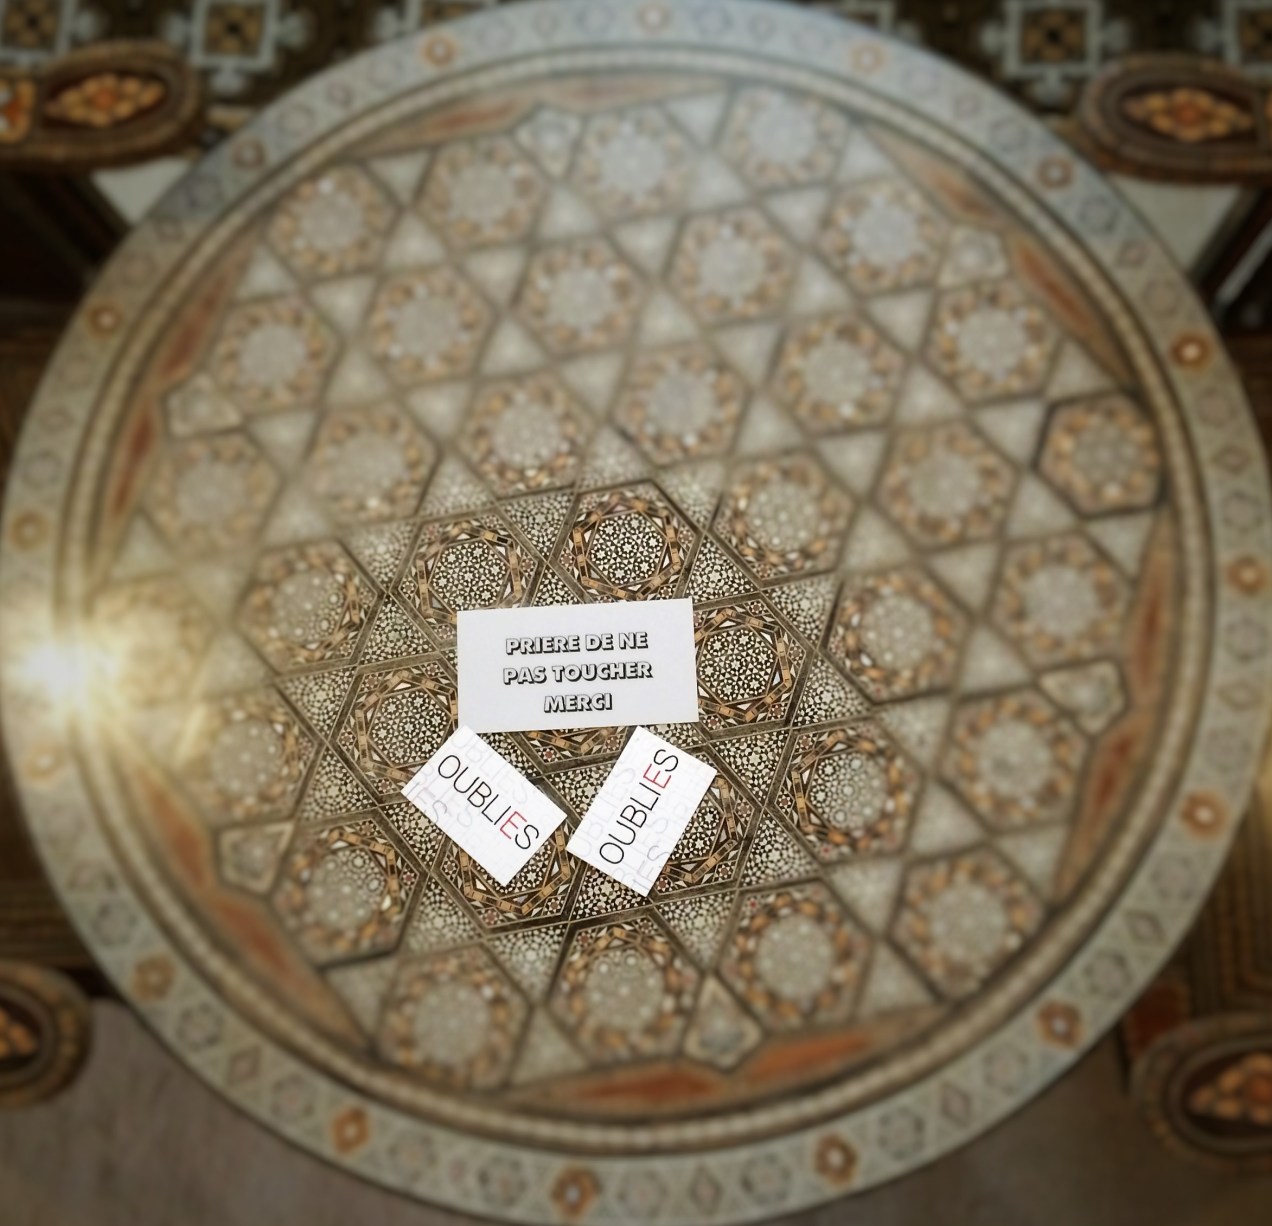 PRIERE DE NE
PAS TOUCHER
MERCI
OUBLIES
OUBLIES